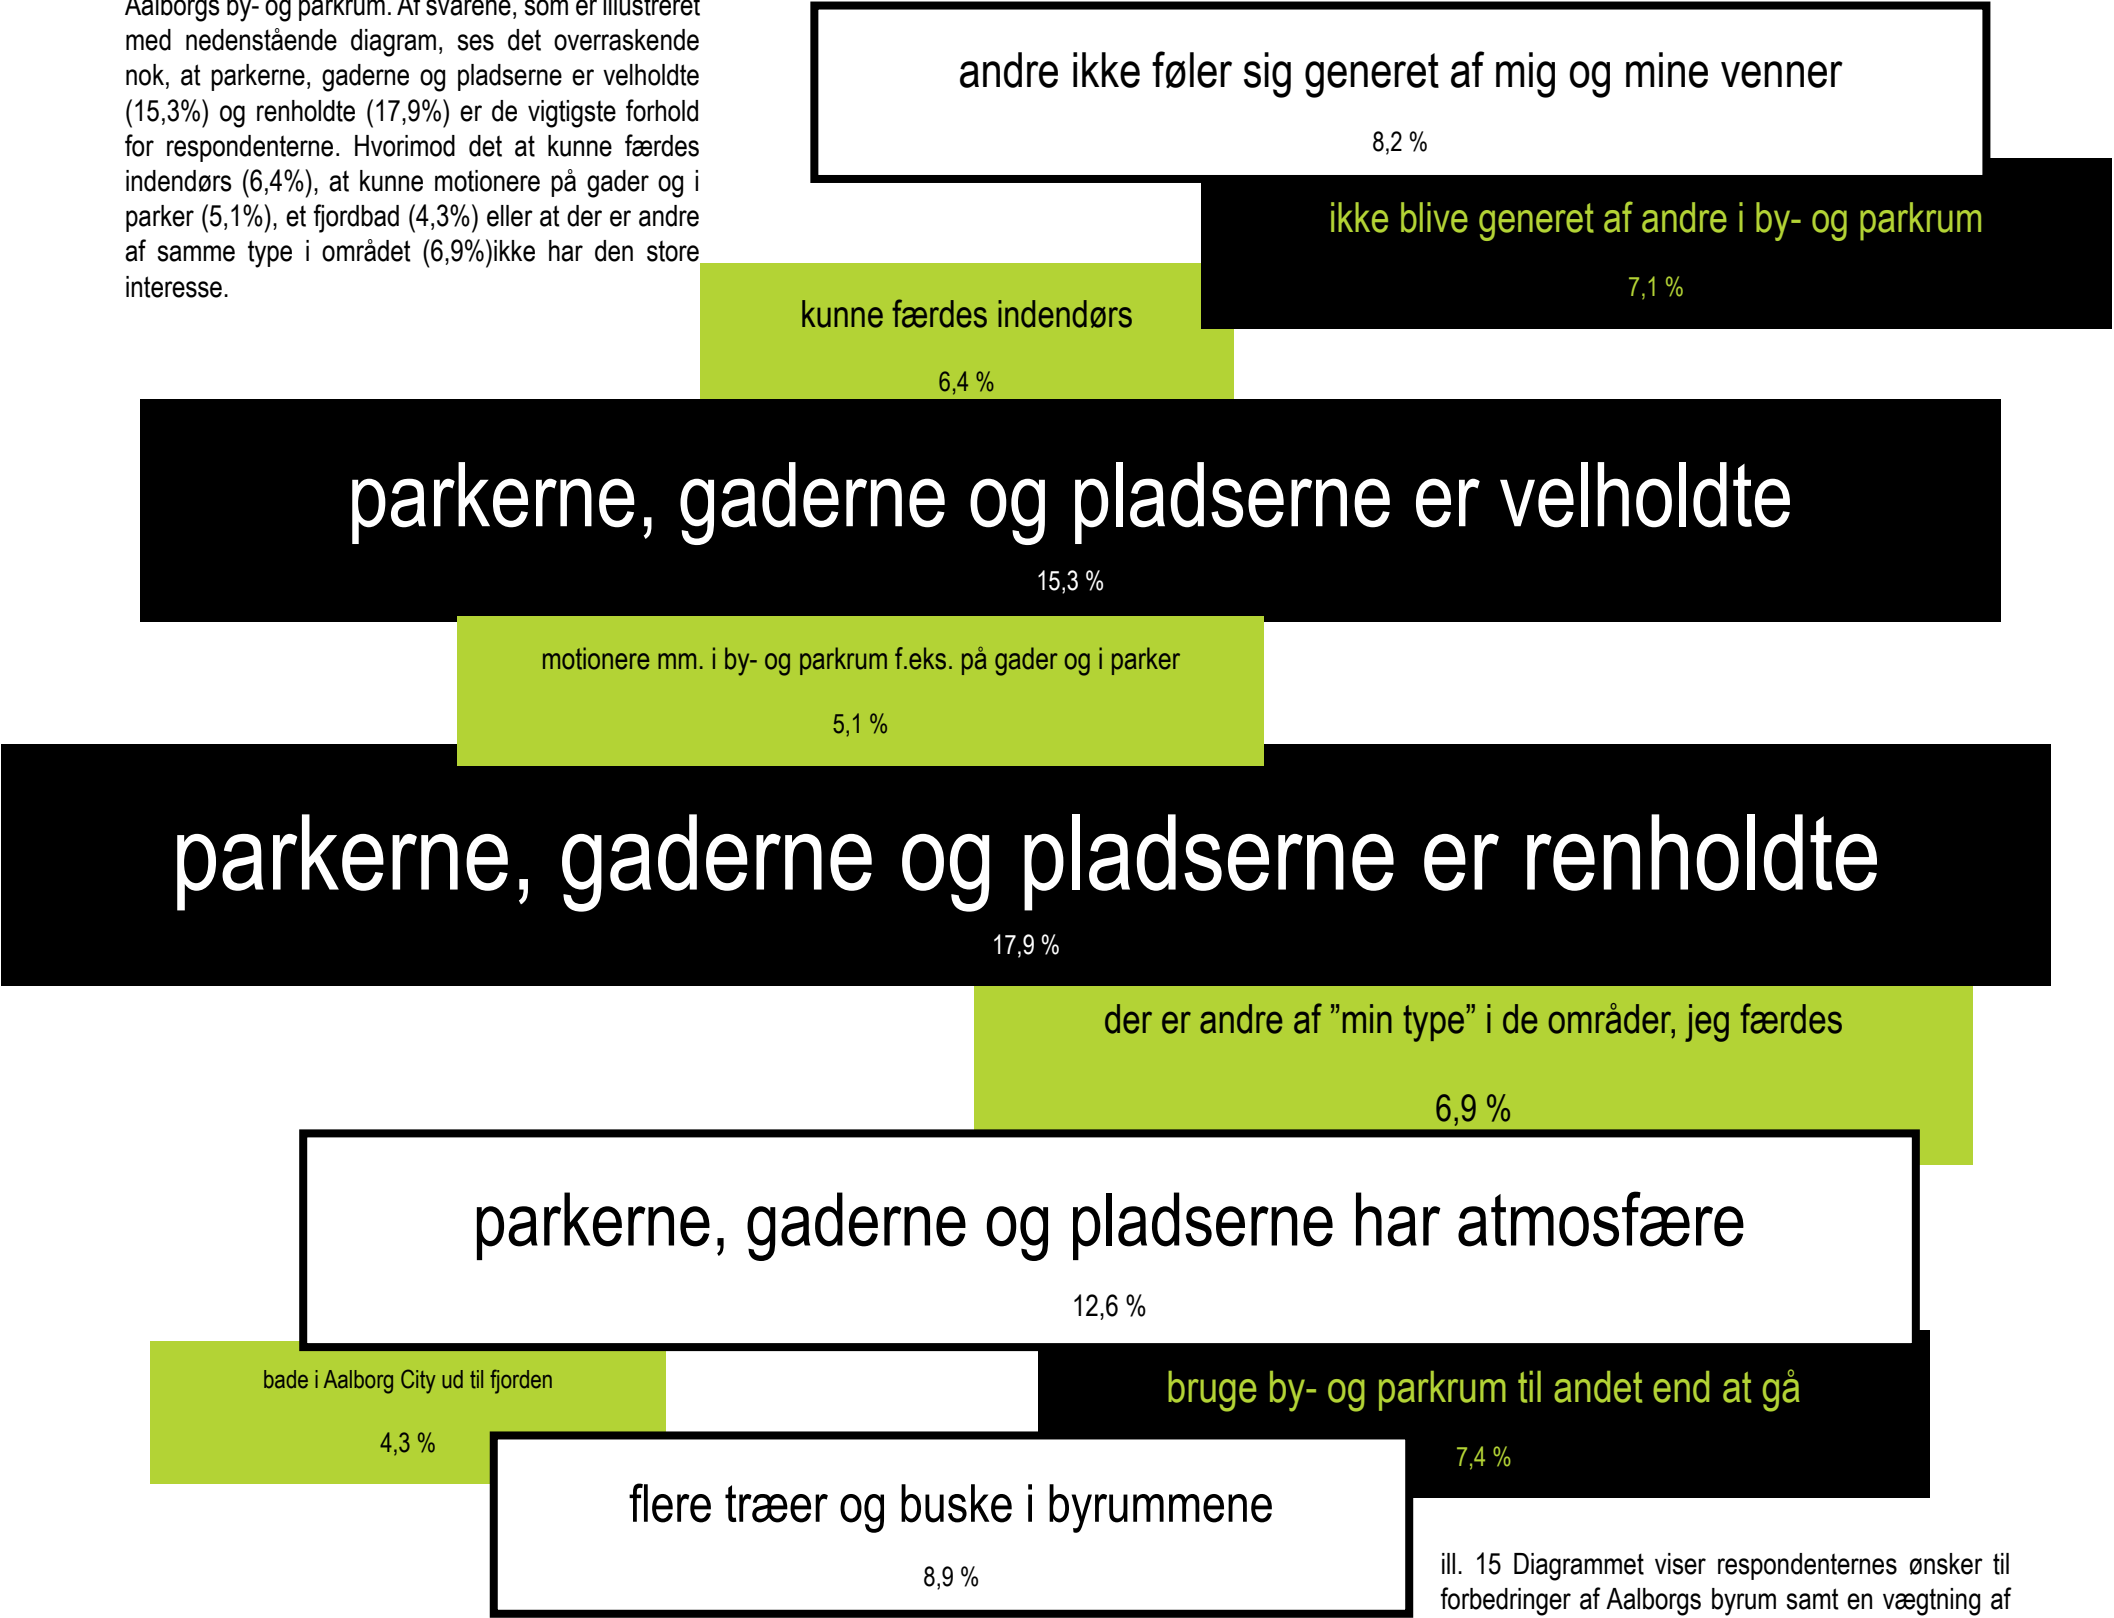 Aalborgs by- og parkrum. Af svarene, som er illustreret
med nedenstående diagram, ses det overraskende
nok, at parkerne, gaderne og pladserne er velholdte
(15,3%) og renholdte (17,9%) er de vigtigste forhold
for respondenterne. Hvorimod det at kunne færdes
indendørs (6,4%), at kunne motionere på gader og i
parker (5,1%), et fjordbad (4,3%) eller at der er andre
af samme type i området (6,9%)ikke har den store
interesse.
andre ikke føler sig generet af mig og mine venner
8,2 %
ikke blive generet af andre i by- og parkrum
7,1 %
kunne færdes indendørs
6,4 %
parkerne, gaderne og pladserne er velholdte
15,3 %
motionere mm. i by- og parkrum f.eks. på gader og i parker
5,1 %
parkerne, gaderne og pladserne er renholdte
17,9 %
der er andre af ”min type” i de områder, jeg færdes
6,9 %
parkerne, gaderne og pladserne har atmosfære
12,6 %
bade i Aalborg City ud til fjorden
4,3 %
bruge by- og parkrum til andet end at gå
7,4 %
flere træer og buske i byrummene
8,9 %
ill. 15 Diagrammet viser respondenternes ønsker til
forbedringer af Aalborgs byrum samt en vægtning af